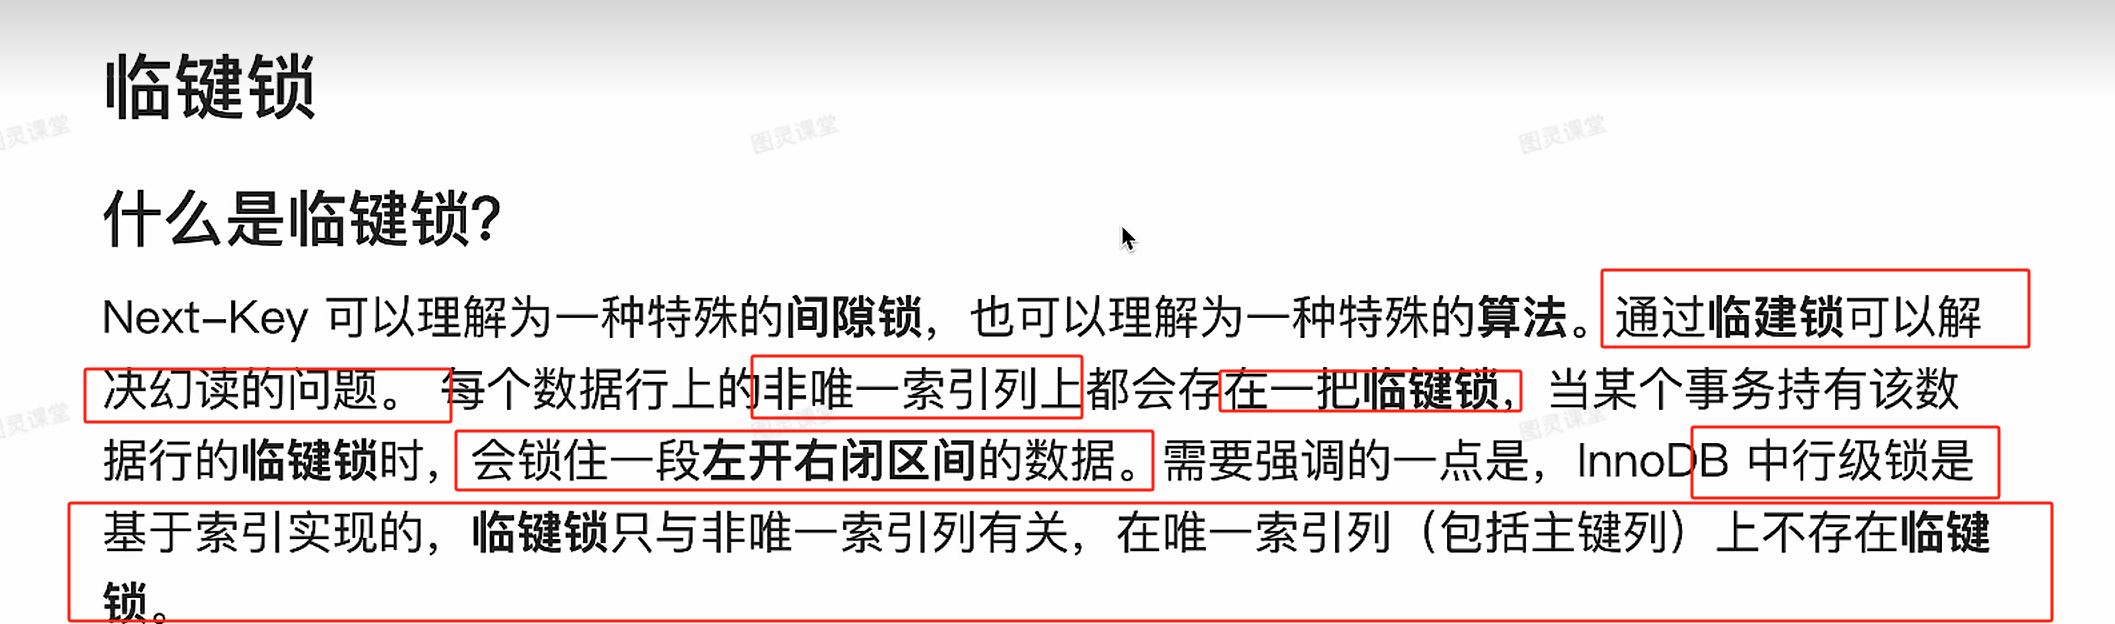 临键锁
图灵课堂 图灵课堂 图灵课堂
什么是临键锁?
Next-Key 可以理解为一种特殊的间隙锁，也可以理解为一种特殊的算法。通过临建锁可以解
决幻读的问题。 每个数据行上的非唯一索引列上都会存在一把临键锁，当某个事务持有该数
图灵课堂 图灵课堂 图灵课堂
据行的临键锁时，会锁住一段左开右闭区间的数据。需要强调的一点是，InnoDB 中行级锁是
基于索引实现的，临键锁只与非唯一索引列有关，在唯一索引列（包括主键列）上不存在临键
锁。